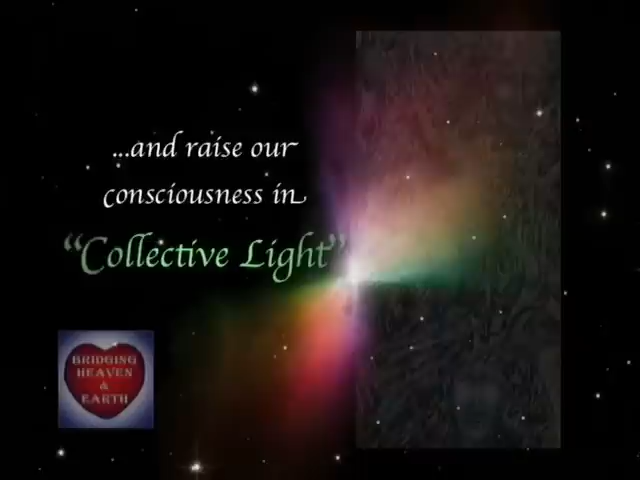 ...and raise our
consciousness in
“Collective Light”
BRIDGING
HEAVEN
&
EARTH